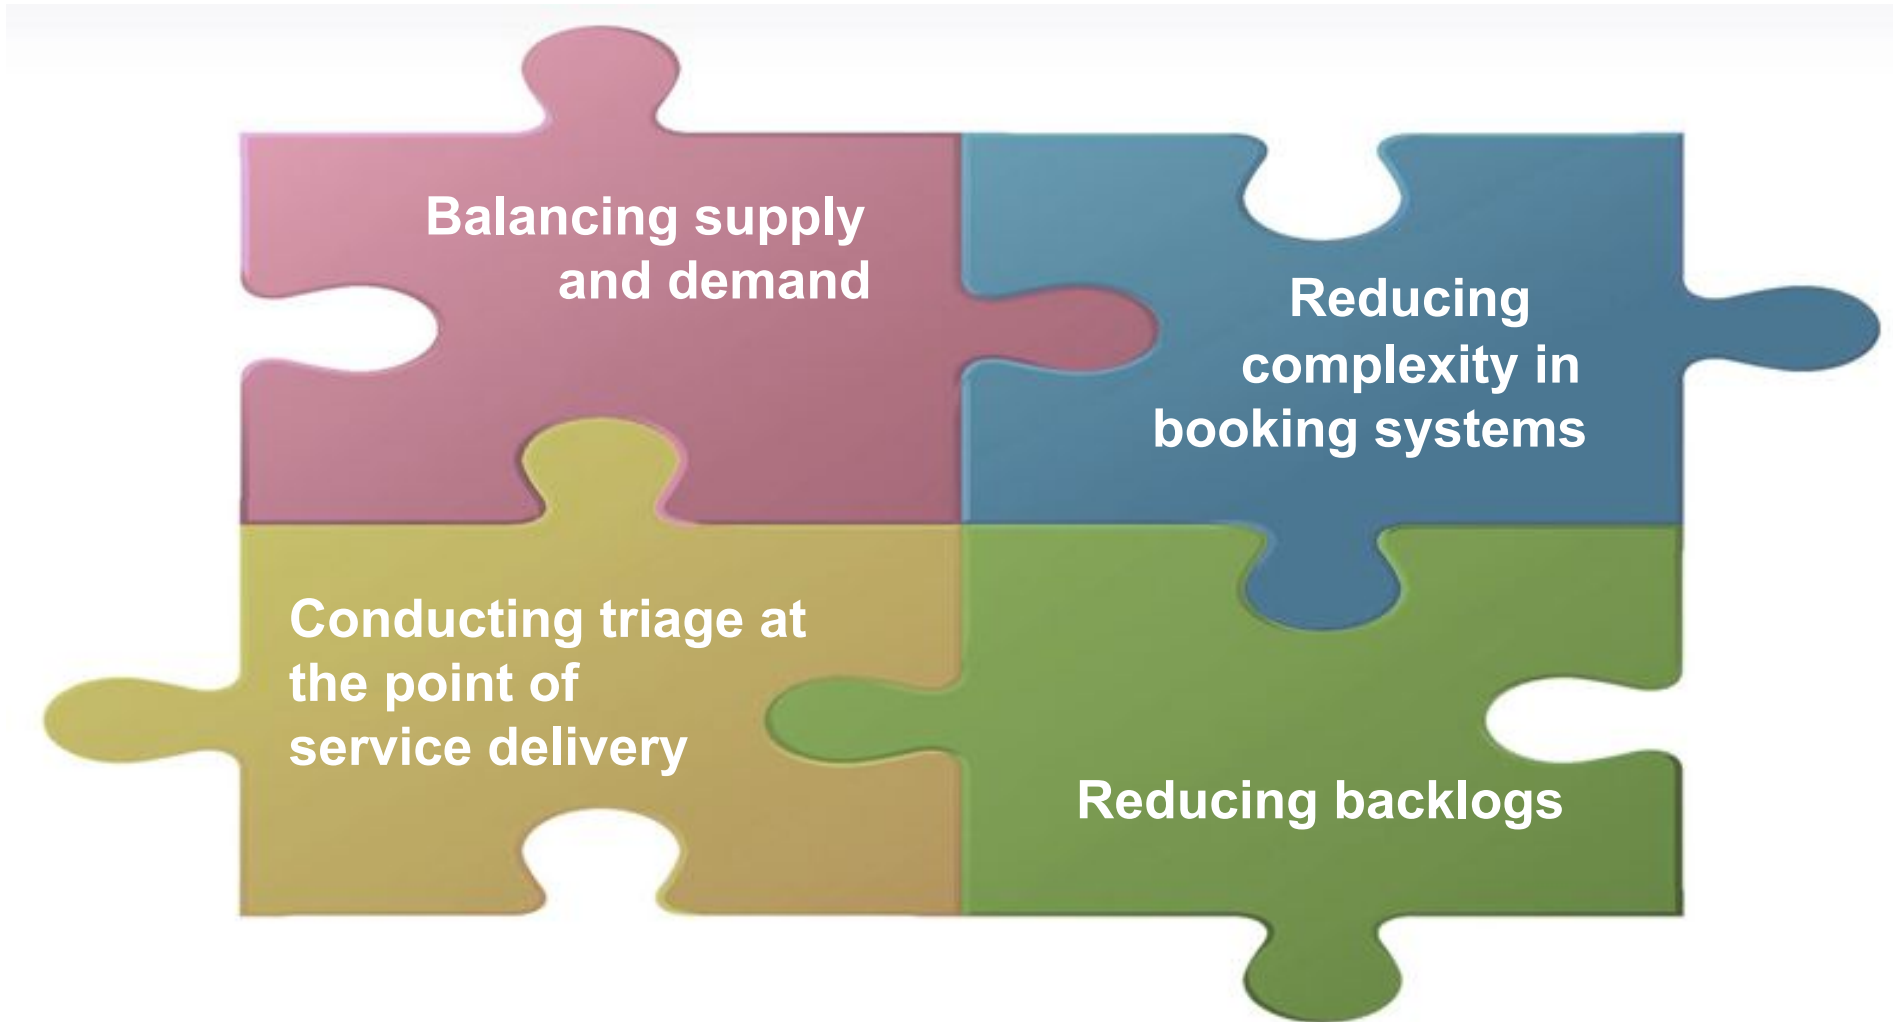 Balancing supply
and demand
Reducing
complexity in
booking systems
Conducting triage at
the point of
service delivery
Reducing backlogs